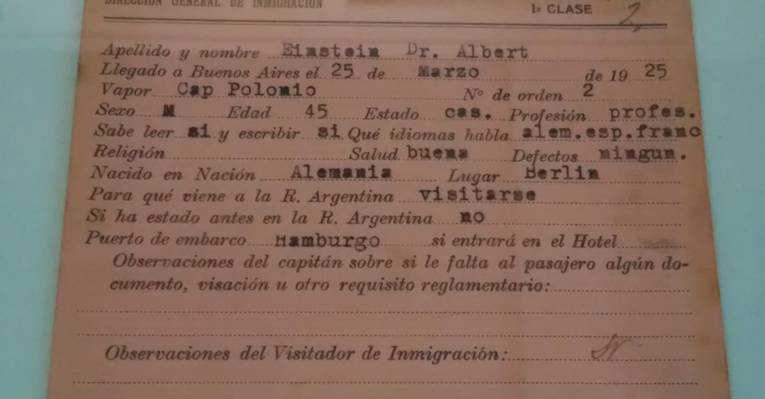 DIRECCIÓN GENERAL DE INMIGRACIÓN
1ª CLASE 2
Apellido y nombre Einstein Dr. Albert
Llegado a Buenos Aires el 25 de Marzo de 19 25
Vapor Cap Polonio Nº de orden 2
Sexo M Edad 45 Estado cas. Profesión profes.
Sabe leer si y escribir si Qué idiomas habla alem.esp.franc
Religión Salud buena Defectos ningun.
Nacido en Nación Alemania Lugar Berlin
Para qué viene a la R. Argentina visitarse
Si ha estado antes en la R. Argentina no
Puerto de embarco Hamburgo si entrará en el Hotel
Observaciones del capitán sobre si le falta al pasajero algún do-
cumento, visación u otro requisito reglamentario:
Observaciones del Visitador de Inmigración: